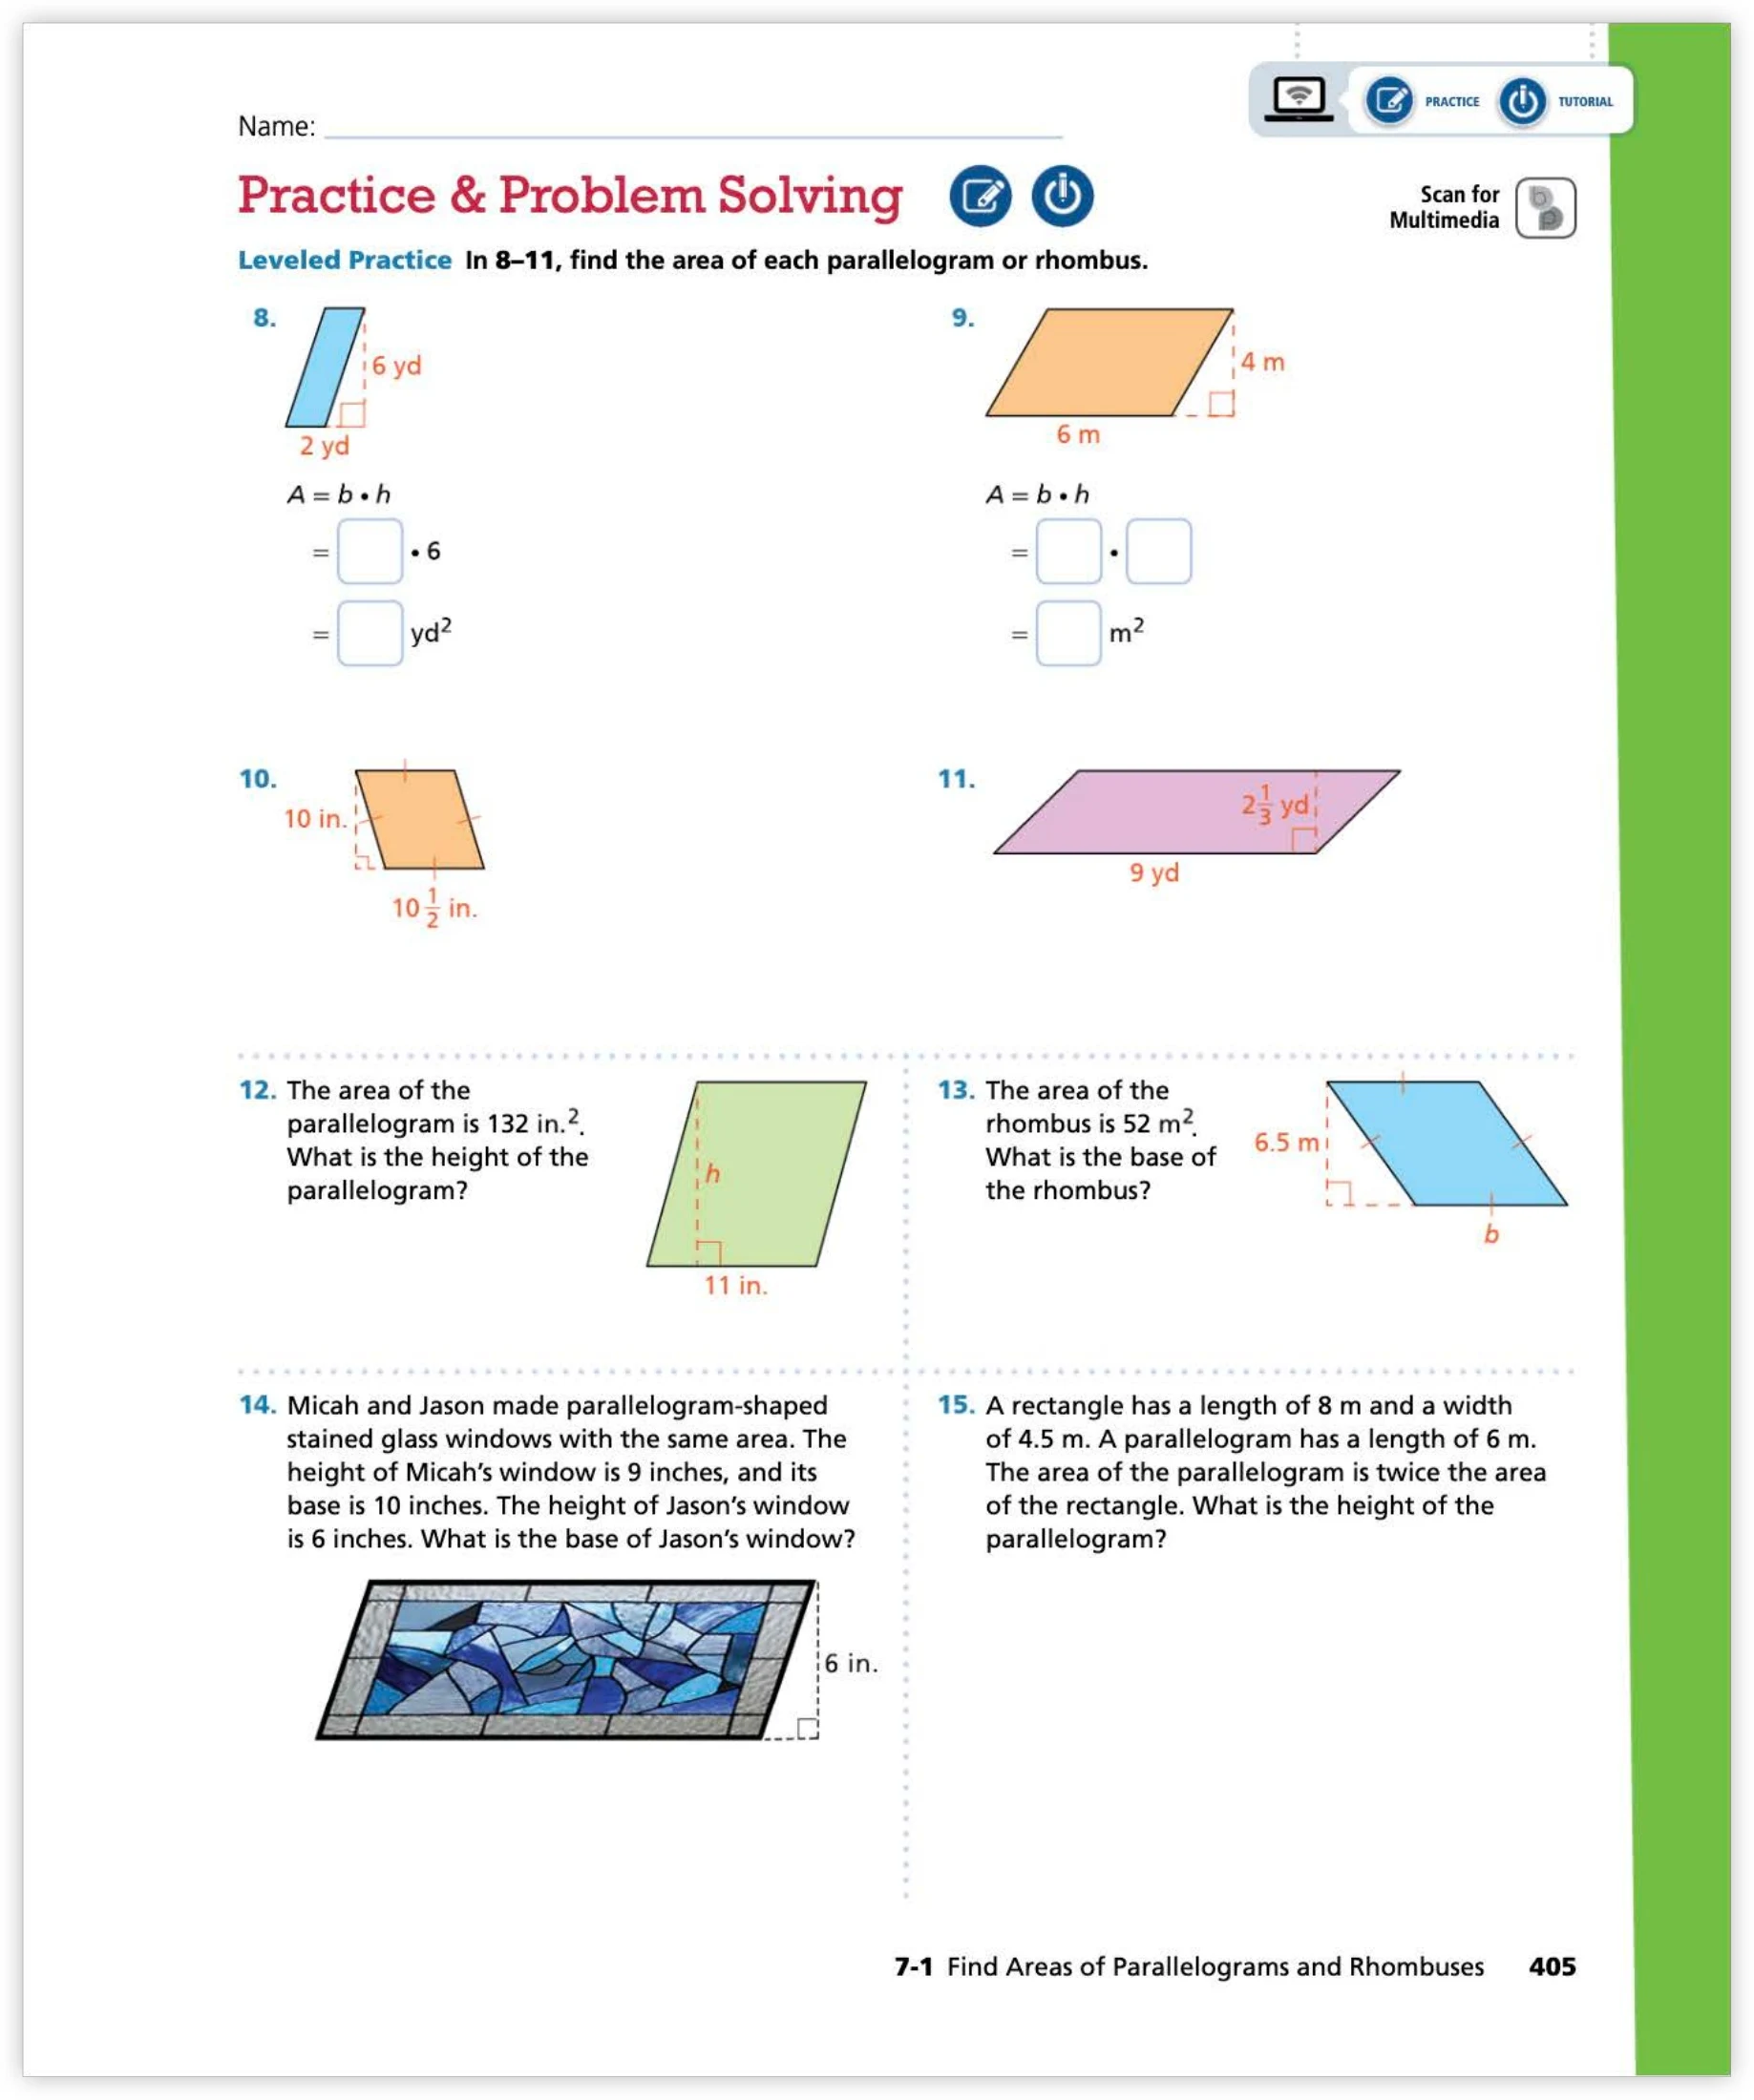 PRACTICE TUTORIAL
Name:
Practice & Problem Solving
Scan for
Multimedia
Leveled Practice In 8–11, find the area of each parallelogram or rhombus.
8.
6 yd
2 yd
A = b • h
= • 6
= yd²
9.
4 m
6 m
A = b • h
= •
= m²
10.
10 in.
10 1/2 in.
11.
2 1/3 yd
9 yd
12. The area of the
parallelogram is 132 in.².
What is the height of the
parallelogram?
h
11 in.
13. The area of the
rhombus is 52 m².
What is the base of
the rhombus?
6.5 m
b
14. Micah and Jason made parallelogram-shaped
stained glass windows with the same area. The
height of Micah's window is 9 inches, and its
base is 10 inches. The height of Jason's window
is 6 inches. What is the base of Jason's window?
6 in.
15. A rectangle has a length of 8 m and a width
of 4.5 m. A parallelogram has a length of 6 m.
The area of the parallelogram is twice the area
of the rectangle. What is the height of the
parallelogram?
7-1 Find Areas of Parallelograms and Rhombuses 405